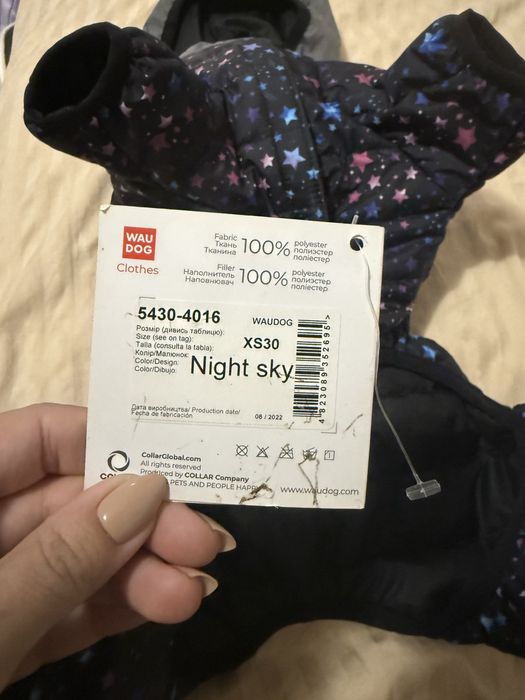 WAU
DOG
Clothes
Fabric
Ткань
Тканина
100%
polyester
полиэстер
поліестер
Filler
Наполнитель
Наповнювач
100%
polyester
полиэстер
поліестер
5430-4016
WAUDOG
Розмір (дивись таблицю):
Size (see on tag):
Talla (consulta la tabla):
XS30
Колір/Малюнок:
Color/Design:
Color/Dibujo:
Night sky
4823089352695>
Дата виробництва/ Production date/
Fecha de fabricación
08 / 2022
CollarGlobal.com
All rights reserved
Produced by COLLAR Company
PETS AND PEOPLE HAPPY
www.waudog.com